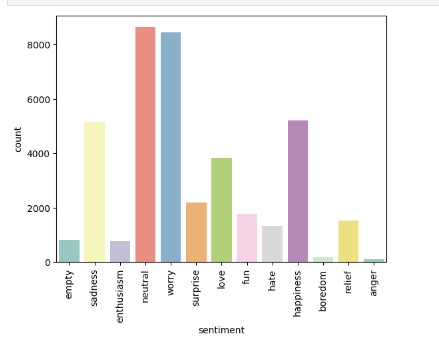 8000
6000
4000
2000
0
count
empty
sadness
enthusiasm
neutral
worry
surprise
love
fun
hate
happiness
boredom
relief
anger
sentiment